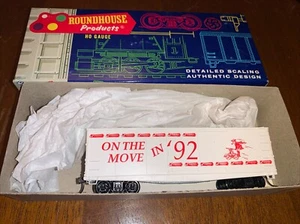 ROUNDHOUSE
Products
HO GAUGE
DETAILED SCALING
AUTHENTIC DESIGN
ON THE
MOVE IN '92